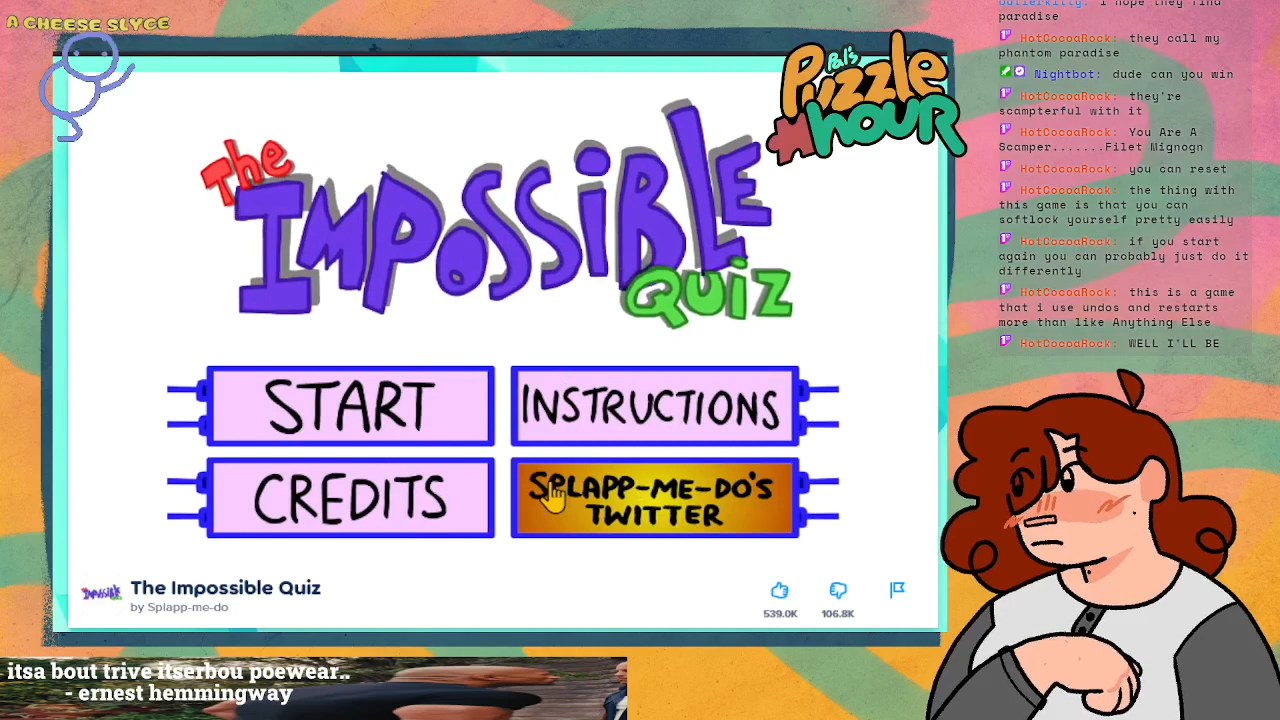 A CHEESE SLYCE
Pal's
Puzzle
HOUR
The
IMPOSSIBLE
QUIZ
START
INSTRUCTIONS
CREDITS
SPLAPP-ME-DO'S
TWITTER
The Impossible Quiz
by Splapp-me-do
539.0K
106.8K
itsa bout trive itserbou poewear..
- ernest hemmingway
butterkitty: i hope they find
paradise
HotCocoaRock: they call my
phantom paradise
Nightbot: dude can you win
HotCocoaRock: they're
scampterful with it
HotCocoaRock: You Are A
Scamper.......Filet Mignogn
HotCocoaRock: you can reset
HotCocoaRock: the thing with
this game is that you can
softlock yourself pretty easily
HotCocoaRock: if you start
again you can probably just do it
differently
HotCocoaRock: this is a game
that i use undos and restarts
more than like Anything Else
HotCocoaRock: WELL I'LL BE